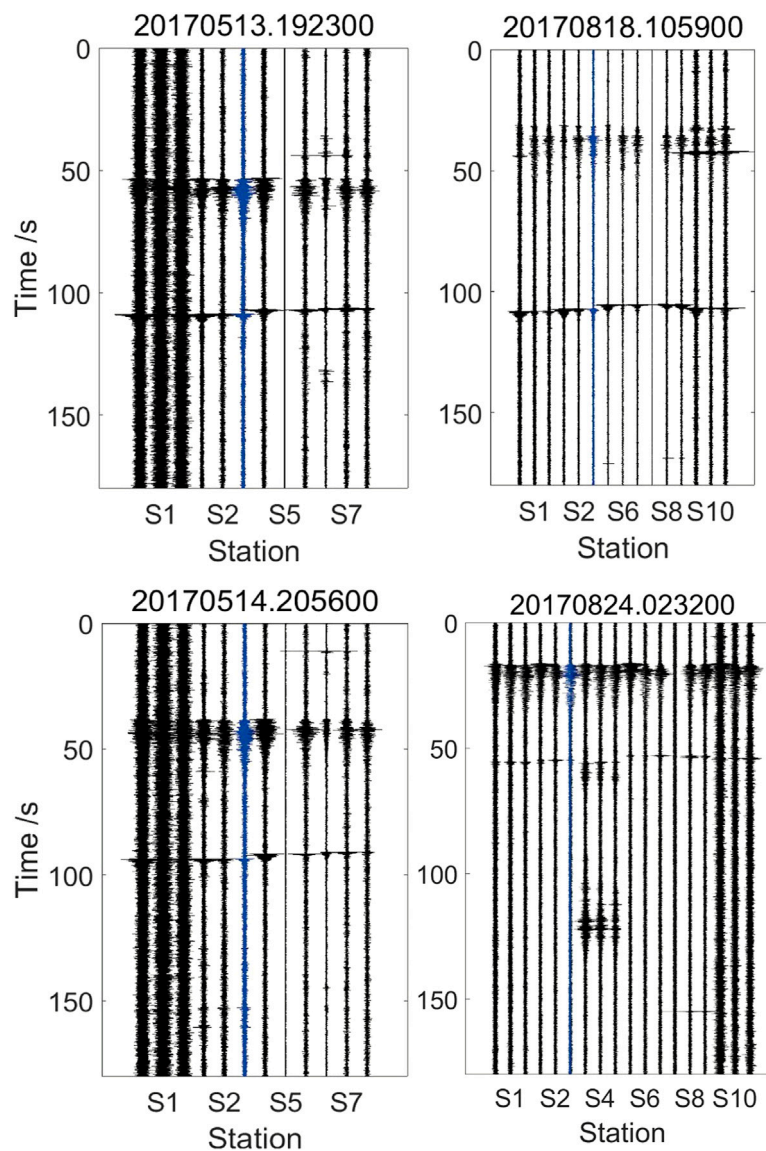 20170513.192300
0
50
100
150
Time /s
S1 S2 S5 S7
Station
20170818.105900
0
50
100
150
S1 S2 S6 S8 S10
Station
20170514.205600
0
50
100
150
Time /s
S1 S2 S5 S7
Station
20170824.023200
0
50
100
150
S1 S2 S4 S6 S8 S10
Station